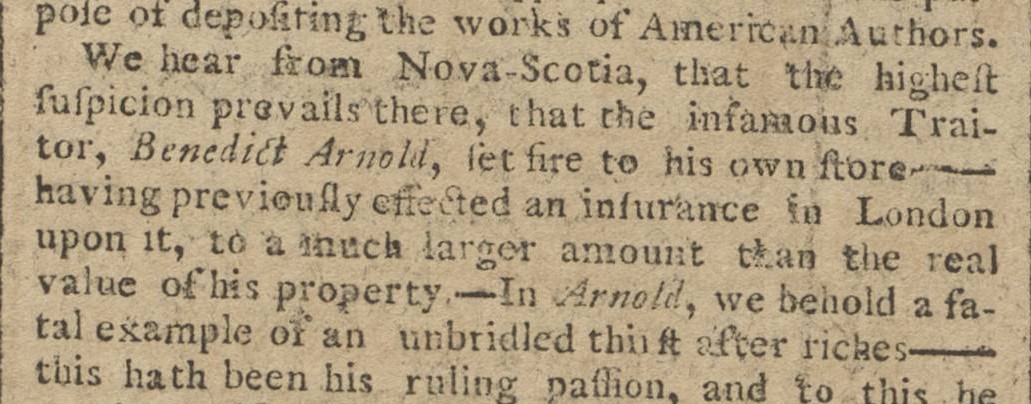 poſe of depoſiting the works of American Authors.
We hear from Nova-Scotia, that the higheſt
ſuſpicion prevails there, that the infamous Trai-
tor, Benedict Arnold, ſet fire to his own ſtore——
having previouſly effected an inſurance in London
upon it, to a much larger amount than the real
value of his property.—In Arnold, we behold a fa-
tal example of an unbridled thirſt after riches——
this hath been his ruling paſſion, and to this he